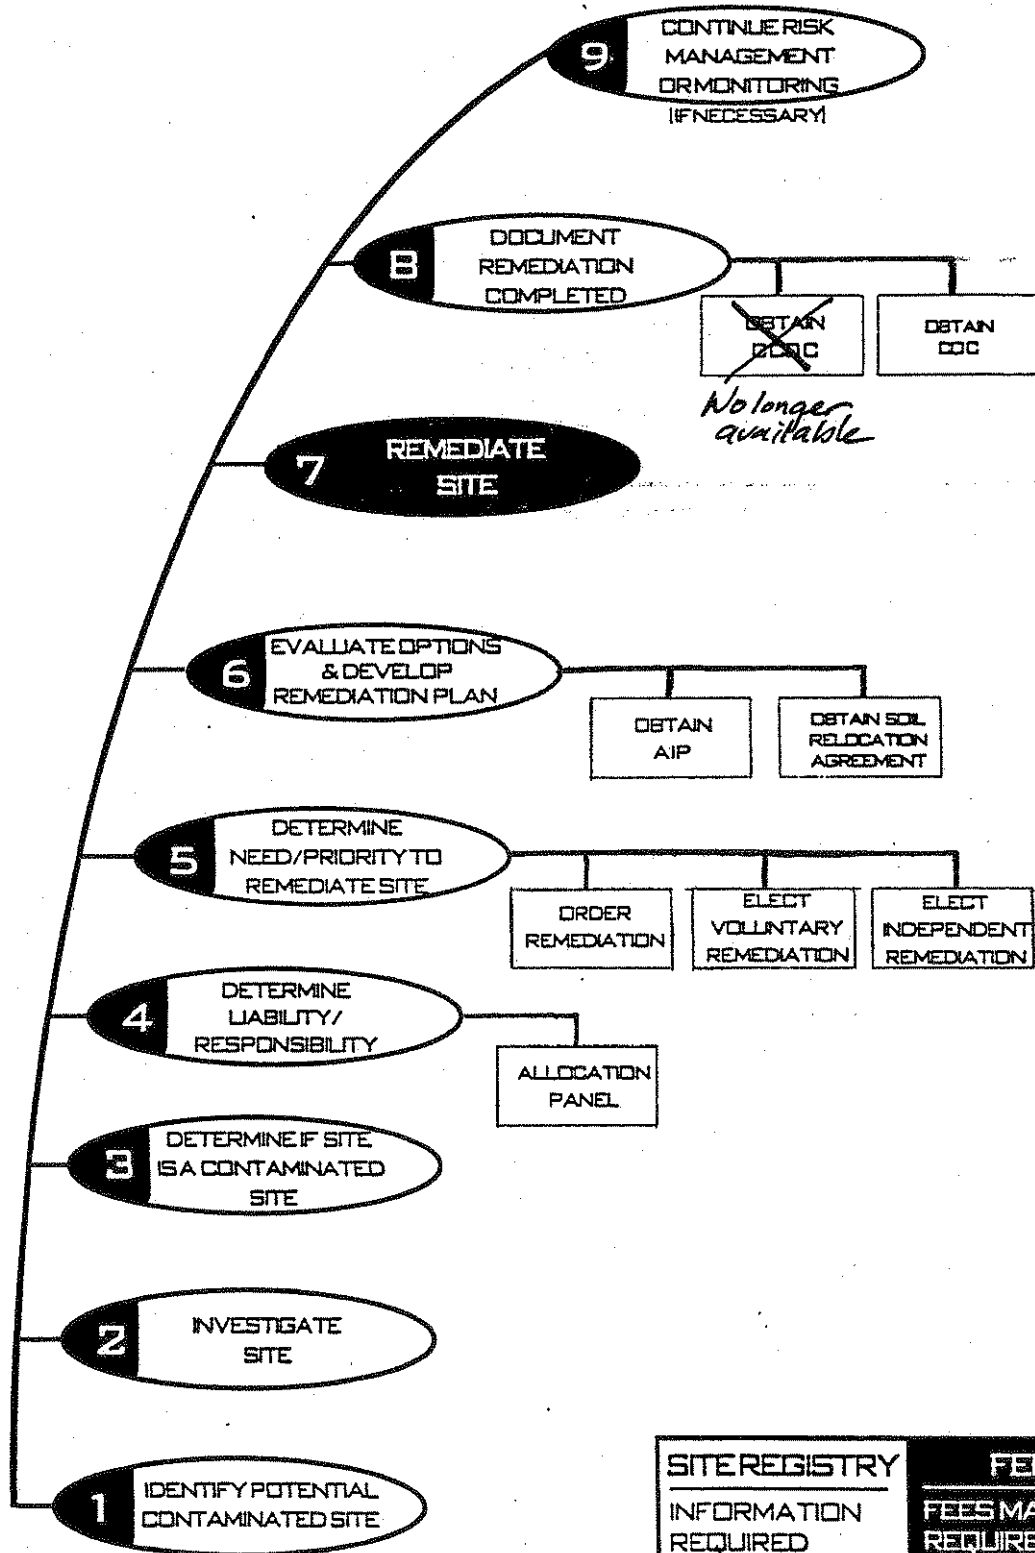 9
CONTINUE RISK
MANAGEMENT
OR MONITORING
(IF NECESSARY)
8
DOCUMENT
REMEDIATION
COMPLETED
OBTAIN
CCOC
OBTAIN
COC
No longer
available
7
REMEDIATE
SITE
6
EVALUATE OPTIONS
& DEVELOP
REMEDIATION PLAN
OBTAIN
AIP
OBTAIN SOIL
RELOCATION
AGREEMENT
5
DETERMINE
NEED/PRIORITY TO
REMEDIATE SITE
ORDER
REMEDIATION
ELECT
VOLUNTARY
REMEDIATION
ELECT
INDEPENDENT
REMEDIATION
4
DETERMINE
LIABILITY/
RESPONSIBILITY
ALLOCATION
PANEL
3
DETERMINE IF SITE
IS A CONTAMINATED
SITE
2
INVESTIGATE
SITE
1
IDENTIFY POTENTIAL
CONTAMINATED SITE
SITE REGISTRY
INFORMATION
REQUIRED
FEES MA